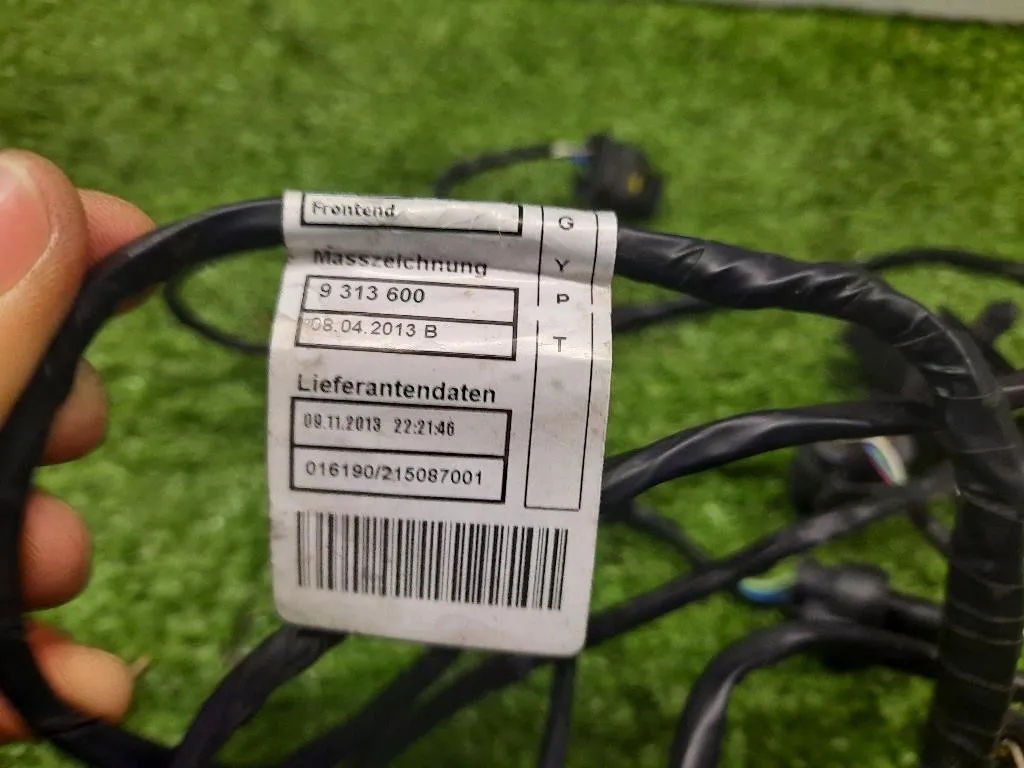 Frontend
Masszeichnung
9 313 600
08.04.2013 B
Lieferantendaten
09.11.2013 22:21:46
016190/215087001
G
Y
P
T